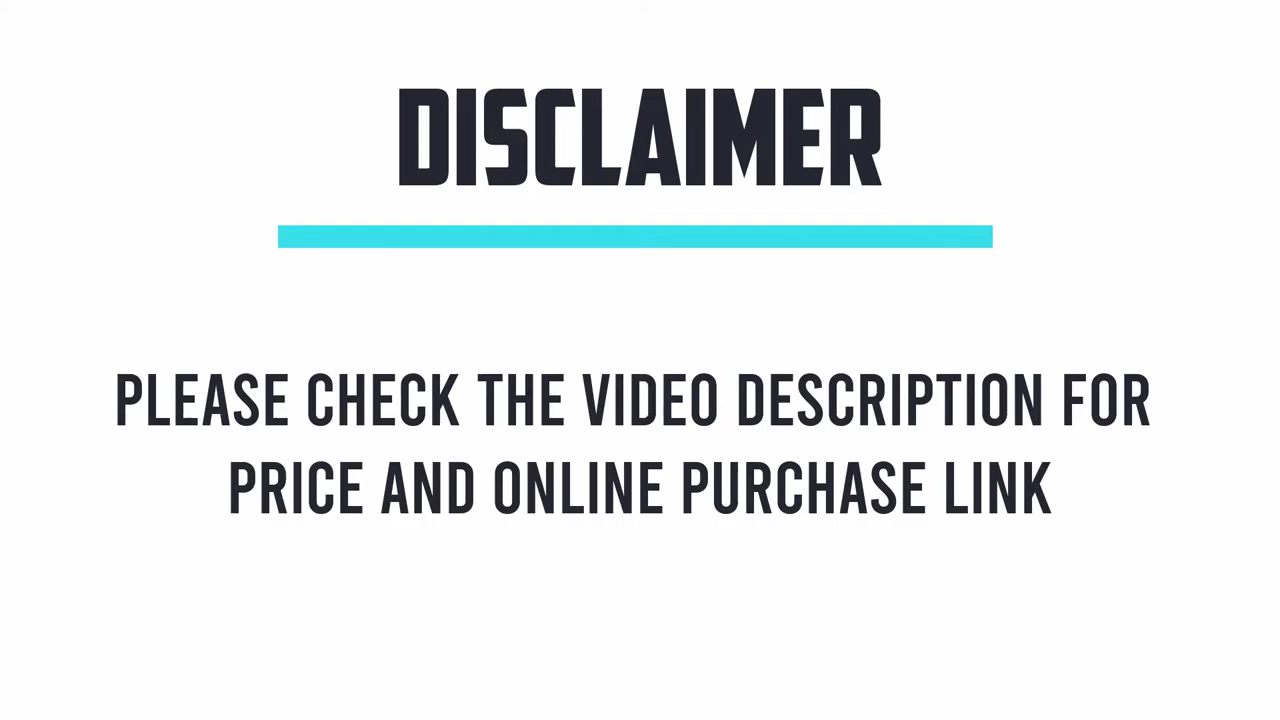 DISCLAIMER
PLEASE CHECK THE VIDEO DESCRIPTION FOR
PRICE AND ONLINE PURCHASE LINK